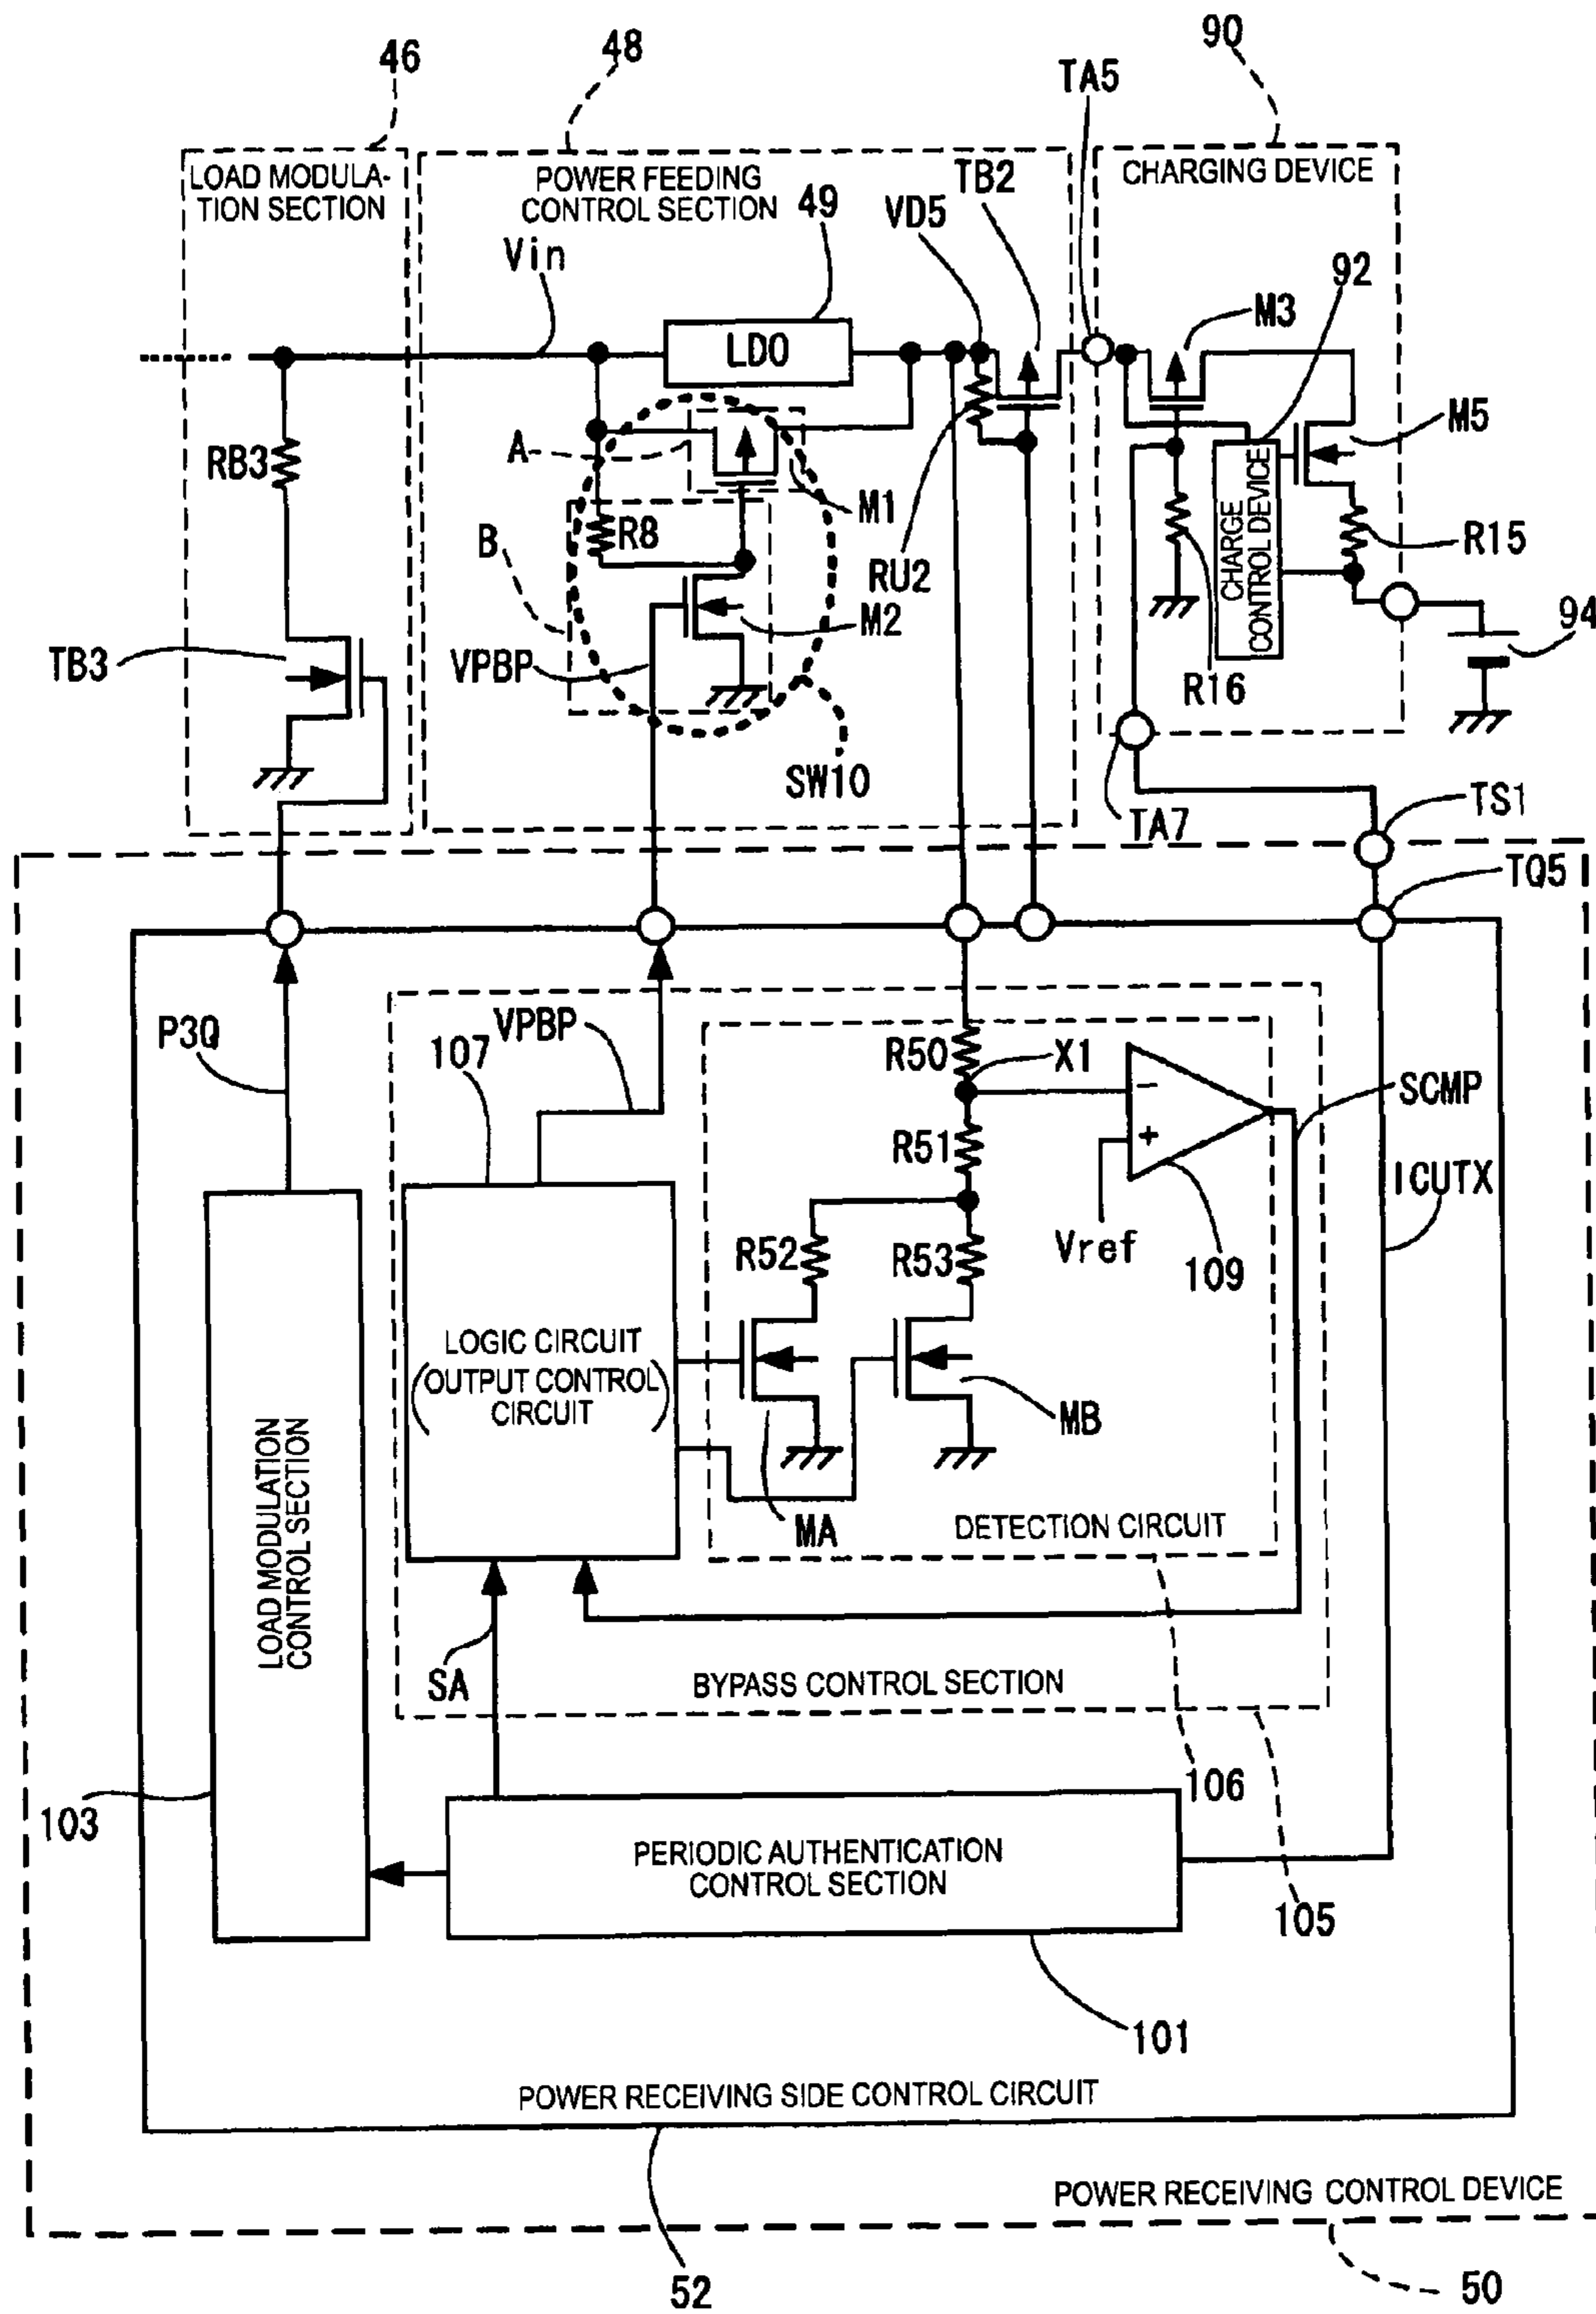 46
48
90
TA5
LOAD MODULA-
TION SECTION
POWER FEEDING
CONTROL SECTION
49
VD5
TB2
CHARGING DEVICE
Vin
92
LDO
M3
RB3
A
M1
M5
B
R8
RU2
CHARGE
CONTROL DEVICE
R15
TB3
VPBP
M2
R16
94
SW10
TA7
TS1
TQ5
P3Q
107
VPBP
R50
X1
SCMP
R51
ICUTX
R52
R53
Vref
109
LOGIC CIRCUIT
(OUTPUT CONTROL
CIRCUIT)
MB
LOAD MODULATION
CONTROL SECTION
MA
DETECTION CIRCUIT
SA
BYPASS CONTROL SECTION
103
106
PERIODIC AUTHENTICATION
CONTROL SECTION
105
101
POWER RECEIVING SIDE CONTROL CIRCUIT
POWER RECEIVING CONTROL DEVICE
52
50
-
+